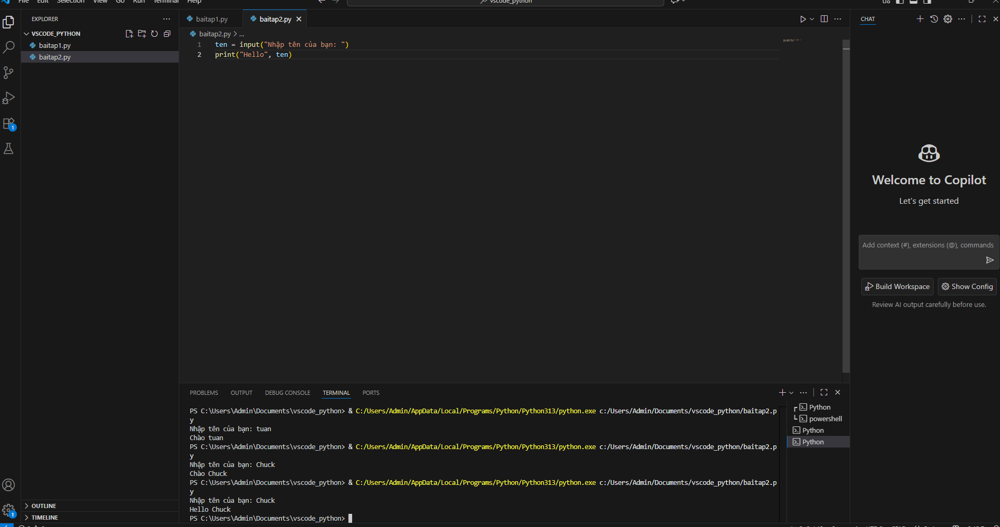 File Edit Selection View Go Run Terminal Help
vscode_python
EXPLORER
VSCODE_PYTHON
baitap1.py
baitap2.py
OUTLINE
TIMELINE
1
1
baitap1.py
baitap2.py
baitap2.py > ...
1 ten = input("Nhập tên của bạn: ")
2 print("Hello", ten)
PROBLEMS OUTPUT DEBUG CONSOLE TERMINAL PORTS
PS C:\Users\Admin\Documents\vscode_python> & C:/Users/Admin/AppData/Local/Programs/Python/Python313/python.exe c:/Users/Admin/Documents/vscode_python/baitap2.p
y
Nhập tên của bạn: tuan
Chào tuan
PS C:\Users\Admin\Documents\vscode_python> & C:/Users/Admin/AppData/Local/Programs/Python/Python313/python.exe c:/Users/Admin/Documents/vscode_python/baitap2.p
y
Nhập tên của bạn: Chuck
Chào Chuck
PS C:\Users\Admin\Documents\vscode_python> & C:/Users/Admin/AppData/Local/Programs/Python/Python313/python.exe c:/Users/Admin/Documents/vscode_python/baitap2.p
y
Nhập tên của bạn: Chuck
Hello Chuck
PS C:\Users\Admin\Documents\vscode_python>
Python
powershell
Python
Python
CHAT
Welcome to Copilot
Let's get started
Add context (#), extensions (@), commands
Build Workspace
Show Config
Review AI output carefully before use.